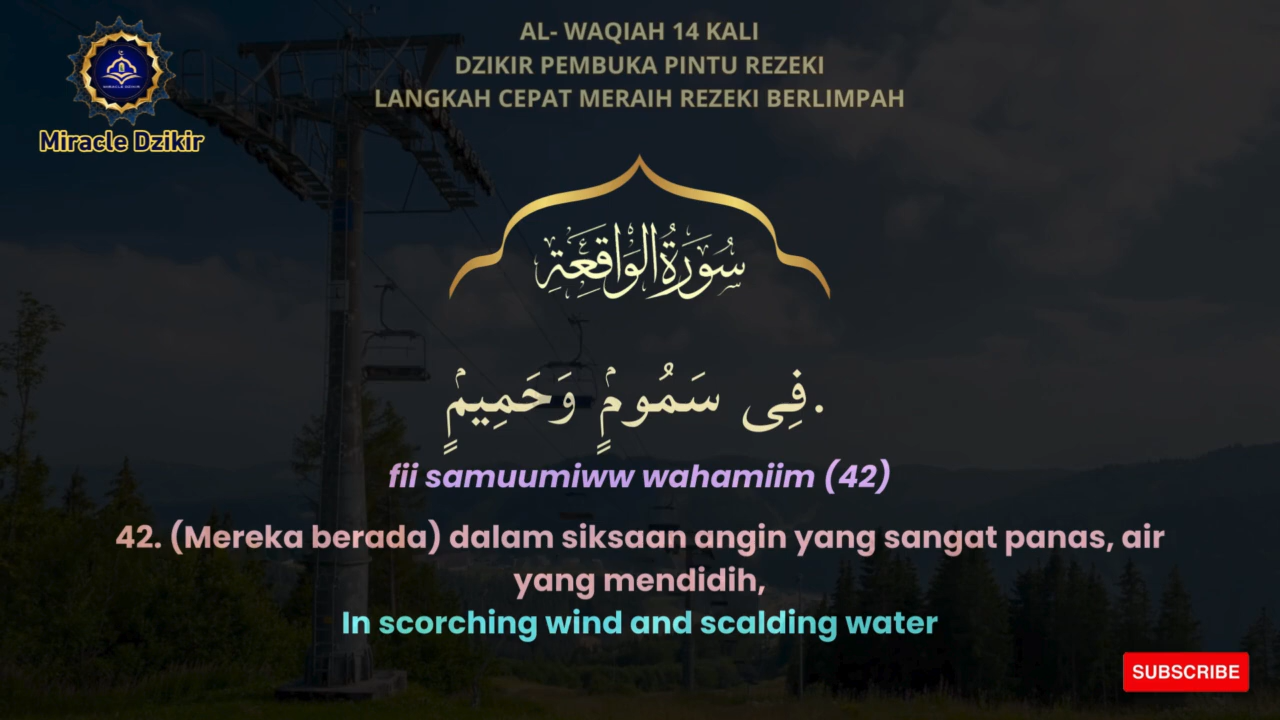 AL- WAQIAH 14 KALI
DZIKIR PEMBUKA PINTU REZEKI
LANGKAH CEPAT MERAIH REZEKI BERLIMPAH
MIRACLE DZIKIR
Miracle Dzikir
سُورَةُ الْوَاقِعَةِ
فِى سَمُومٍۢ وَحَمِيمٍۢ.
fii samuumiww wahamiim (42)
42. (Mereka berada) dalam siksaan angin yang sangat panas, air
yang mendidih,
In scorching wind and scalding water
SUBSCRIBE